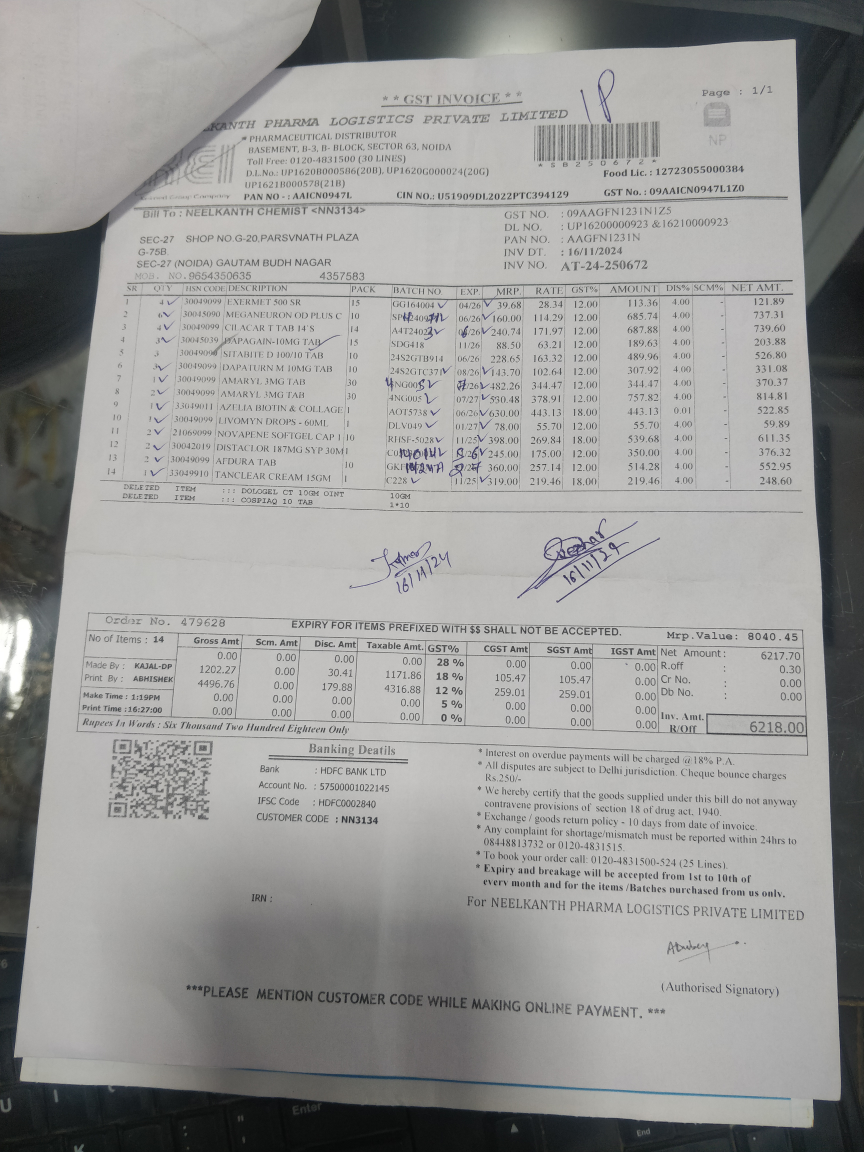 * * GST INVOICE * *
1P
Page : 1/1
KANTH PHARMA LOGISTICS PRIVATE LIMITED
* PHARMACEUTICAL DISTRIBUTOR
BASEMENT, B-3, B- BLOCK, SECTOR 63, NOIDA
Toll Free: 0120-4831500 (30 LINES)
D.L.No.: UP1620B000586(20B), UP1620G000024(20G)
UP1621B000578(21B)
PAN NO - : AAICN0947L
CIN NO.: U51909DL2022PTC394129
NP
*SB250672*
Food Lic. : 12723055000384
GST No. : 09AAICN0947L1Z0
Bill To : NEELKANTH CHEMIST <NN3134>
SEC-27 SHOP NO.G-20,PARSVNATH PLAZA
G-75B
SEC-27 (NOIDA) GAUTAM BUDH NAGAR
MOB. NO.9654350635 4357583
GST NO. : 09AAGFN1231N1Z5
DL NO. : UP16200000923 &16210000923
PAN NO. : AAGFN1231N
INV DT. : 16/11/2024
INV NO. AT-24-250672
SR QTY HSN CODE DESCRIPTION PACK BATCH NO. EXP. MRP. RATE GST% AMOUNT DIS% SCM% NET AMT.
1 4 30049099 EXERMET 500 SR 15 GG164004 04/26 39.68 28.34 12.00 113.36 4.00 - 121.89
2 6 30045090 MEGANEURON OD PLUS C 10 06/26 160.00 114.29 12.00 685.74 4.00 - 737.31
3 4 30049099 CILACAR T TAB 14`S 14 240.74 171.97 12.00 687.88 4.00 - 739.60
4 3 30045039 DAPAGAIN-10MG TAB 15 SDG418 11/26 88.50 63.21 12.00 189.63 4.00 - 203.88
5 3 30049099 SITABITE D 100/10 TAB 10 24S2GTB914 06/26 228.65 163.32 12.00 489.96 4.00 - 526.80
6 3 30049099 DAPATURN M 10MG TAB 10 24S2G1C371 08/26 143.70 102.64 12.00 307.92 4.00 - 331.08
7 1 30049099 AMARYL 3MG TAB 30 482.26 344.47 12.00 344.47 4.00 - 370.37
8 2 30049099 AMARYL 3MG TAB 30 4NG005 07/27 530.48 378.91 12.00 757.82 4.00 - 814.81
9 1 33049011 AZELIA BIOTIN & COLLAGE 1 AOT5738 06/26 630.00 443.13 18.00 443.13 0.01 - 522.85
10 1 30049099 LIVOMYN DROPS - 60ML 1 DLV049 01/27 78.00 55.70 12.00 55.70 4.00 - 59.89
11 2 21069099 NOVAPENE SOFTGEL CAP 1 10 RHSF-5028 11/25 398.00 269.84 18.00 539.68 4.00 - 611.35
12 2 30042019 DISTACLOR 187MG SYP 30M 1 245.00 175.00 12.00 350.00 4.00 - 376.32
13 2 30049099 AFDURA TAB 10 360.00 257.14 12.00 514.28 4.00 - 552.95
14 1 33049910 TANCLEAR CREAM 15GM 1 C228 11/25 319.00 219.46 18.00 219.46 4.00 - 248.60
DELETED ITEM ::: DOLOGEL CT 10GM OINT 10GM
DELETED ITEM ::: COSPIAQ 10 TAB 1*10
16/11/24
16/11/24
Order No. 479628
EXPIRY FOR ITEMS PREFIXED WITH $$ SHALL NOT BE ACCEPTED.
Mrp.Value: 8040.45
No of Items : 14
Made By : KAJAL-DP
Print By : ABHISHEK
Make Time : 1:19PM
Print Time :16:27:00
Gross Amt Scm. Amt Disc. Amt Taxable Amt. GST% CGST Amt SGST Amt IGST Amt
0.00 0.00 0.00 0.00 28 % 0.00 0.00 0.00
1202.27 0.00 30.41 1171.86 18 % 105.47 105.47 0.00
4496.76 0.00 179.88 4316.88 12 % 259.01 259.01 0.00
0.00 0.00 0.00 0.00 5 % 0.00 0.00 0.00
0.00 0.00 0.00 0.00 0 % 0.00 0.00 0.00
Net Amount : 6217.70
R.off : 0.30
Cr No. : 0.00
Db No. : 0.00
Inv. Amt. R/Off 6218.00
Rupees In Words : Six Thousand Two Hundred Eighteen Only
Banking Deatils
Bank : HDFC BANK LTD
Account No. : 57500001022145
IFSC Code : HDFC0002840
CUSTOMER CODE : NN3134
IRN :
* Interest on overdue payments will be charged @18% P.A.
* All disputes are subject to Delhi jurisdiction. Cheque bounce charges
Rs.250/-
* We hereby certify that the goods supplied under this bill do not anyway
contravene provisions of section 18 of drug act, 1940.
* Exchange / goods return policy - 10 days from date of invoice.
* Any complaint for shortage/mismatch must be reported within 24hrs to
08448813732 or 0120-4831515.
* To book your order call: 0120-4831500-524 (25 Lines)
* Expiry and breakage will be accepted from 1st to 10th of
every month and for the items /Batches purchased from us only.
For NEELKANTH PHARMA LOGISTICS PRIVATE LIMITED
(Authorised Signatory)
***PLEASE MENTION CUSTOMER CODE WHILE MAKING ONLINE PAYMENT. ***
U
I
K
Enter
End